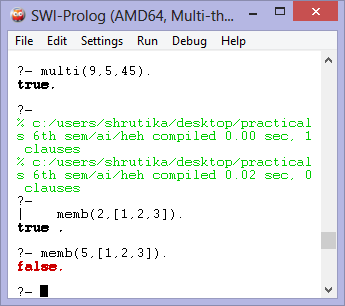 SWI-Prolog (AMD64, Multi-th...
File Edit Settings Run Debug Help
?- multi(9,5,45).
true.
?-
% c:/users/shrutika/desktop/practical
s 6th sem/ai/heh compiled 0.00 sec, 1
 clauses
% c:/users/shrutika/desktop/practical
s 6th sem/ai/heh compiled 0.02 sec, 0
 clauses
?-
|    memb(2,[1,2,3]).
true .
?- memb(5,[1,2,3]).
false.
?-